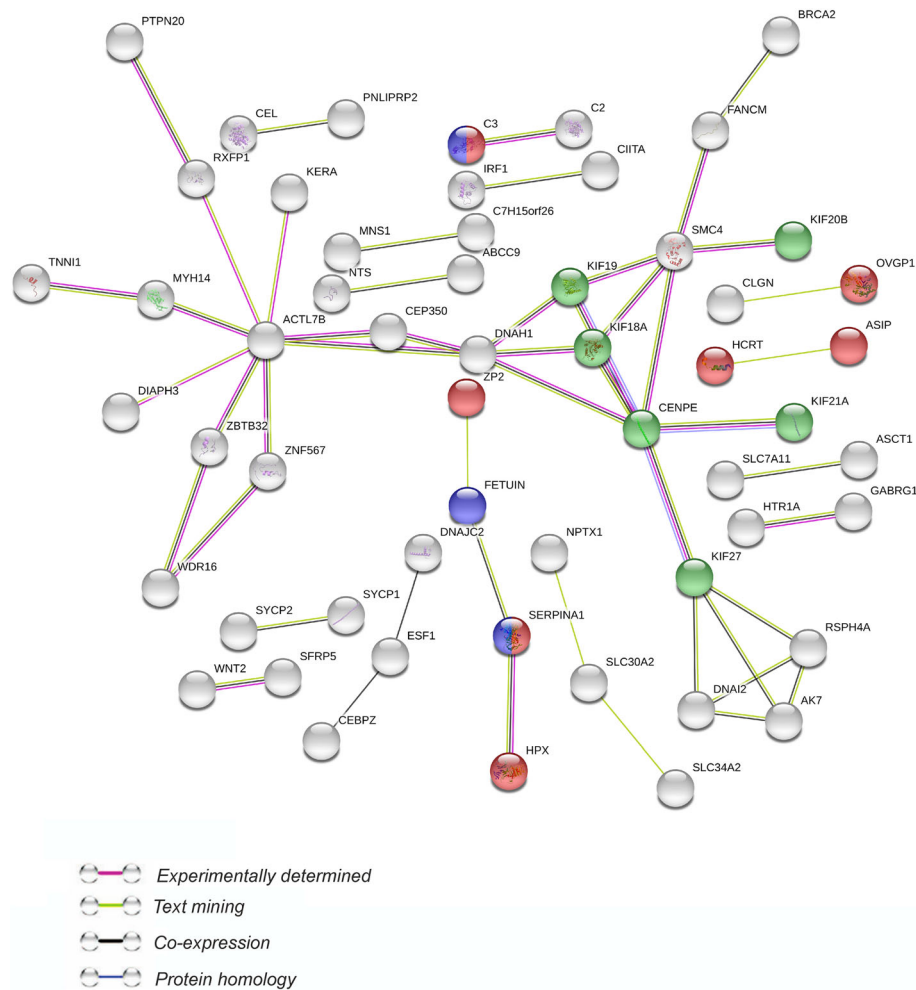 BRCA2
PTPN20
PNLIPRP2
CEL
C3
C2
FANCM
RXFP1
CIITA
KERA
IRF1
C7H15orf26
MNS1
SMC4
KIF20B
ABCC9
TNNI1
MYH14
NTS
KIF19
OVGP1
CLGN
ACTL7B
CEP350
DNAH1
KIF18A
HCRT
ASIP
ZP2
DIAPH3
CENPE
KIF21A
ZBTB32
ZNF567
SLC7A11
ASCT1
FETUIN
HTR1A
GABRG1
DNAJC2
NPTX1
WDR16
KIF27
SYCP2
SYCP1
SERPINA1
ESF1
RSPH4A
WNT2
SFRP5
SLC30A2
DNAI2
AK7
CEBPZ
HPX
SLC34A2
Experimentally determined
Text mining
Co-expression
Protein homology